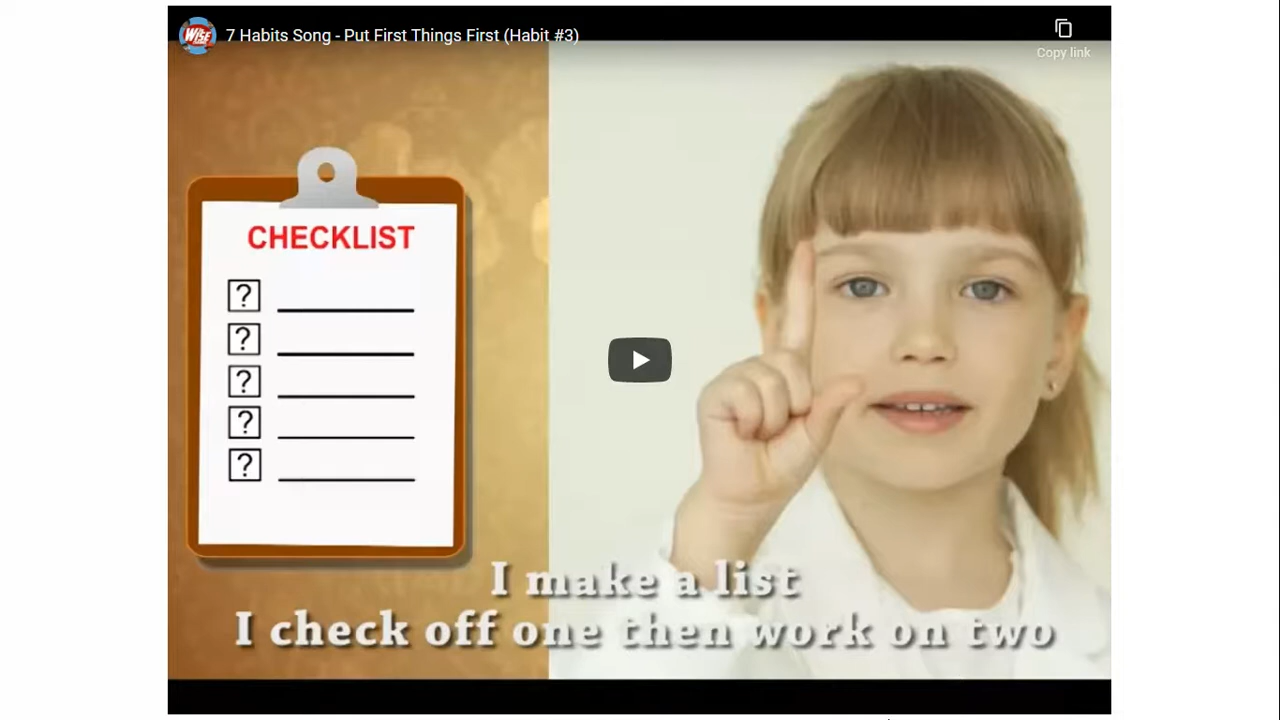 WISE
7 Habits Song - Put First Things First (Habit #3)
Copy link
CHECKLIST
?
?
?
?
?
I make a list
I check off one then work on two